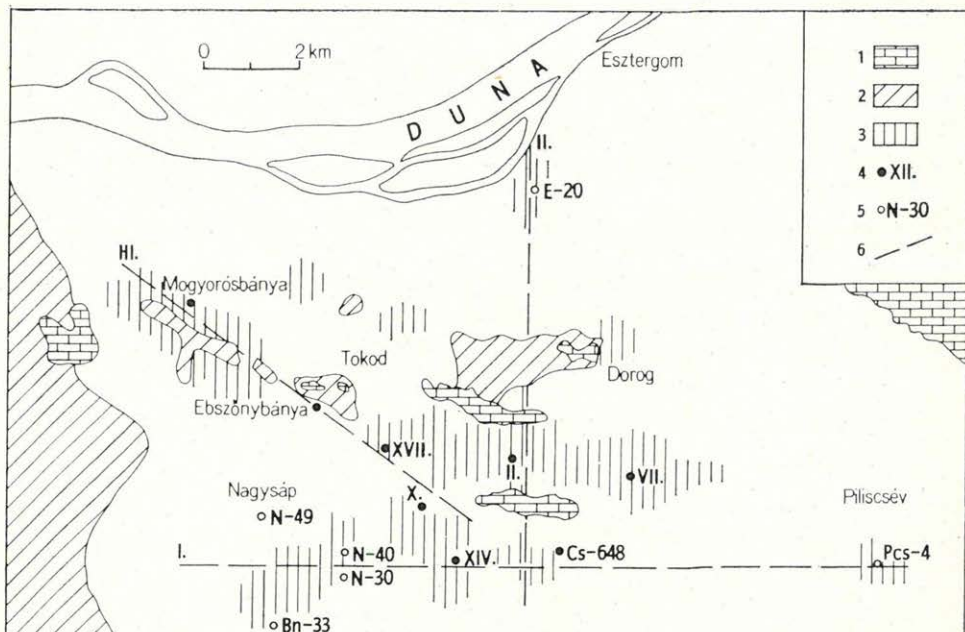 0 2 km
Esztergom
DUNA
1
2
3
4 XII.
5 N-30
6
II.
E-20
HI.
Mogyorósbánya
Tokod
Dorog
Ebszőnybánya
XVII.
II.
VII.
Nagysáp
X.
Piliscsév
N-49
I.
N-40
XIV.
Cs-648
Pcs-4
N-30
Bn-33